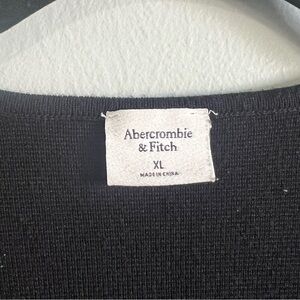 Abercrombie
& Fitch
XL
MADE IN CHINA